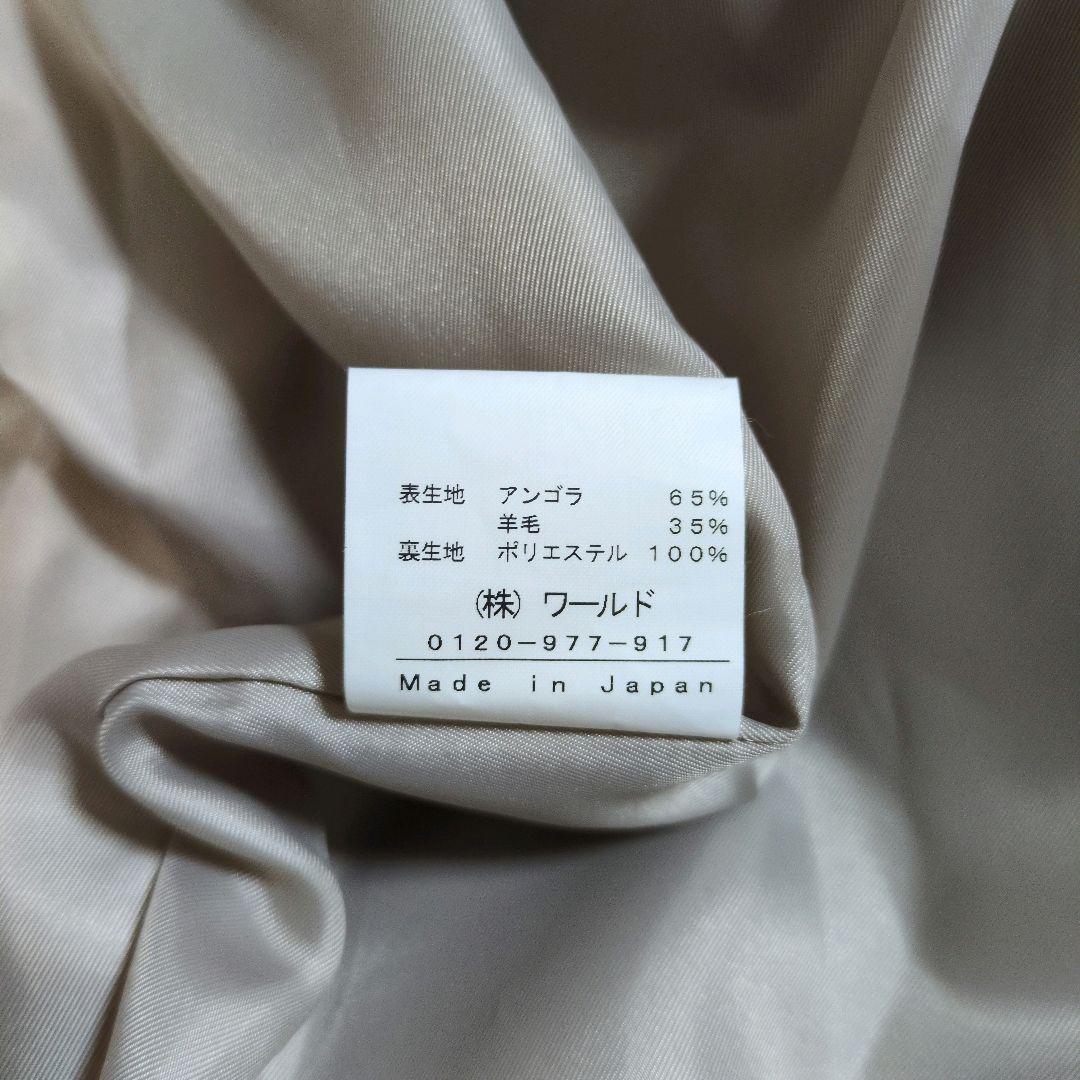 表生地 アンゴラ 65%
羊毛 35%
裏生地 ポリエステル 100%
(株) ワールド
0120-977-917
Made in Japan